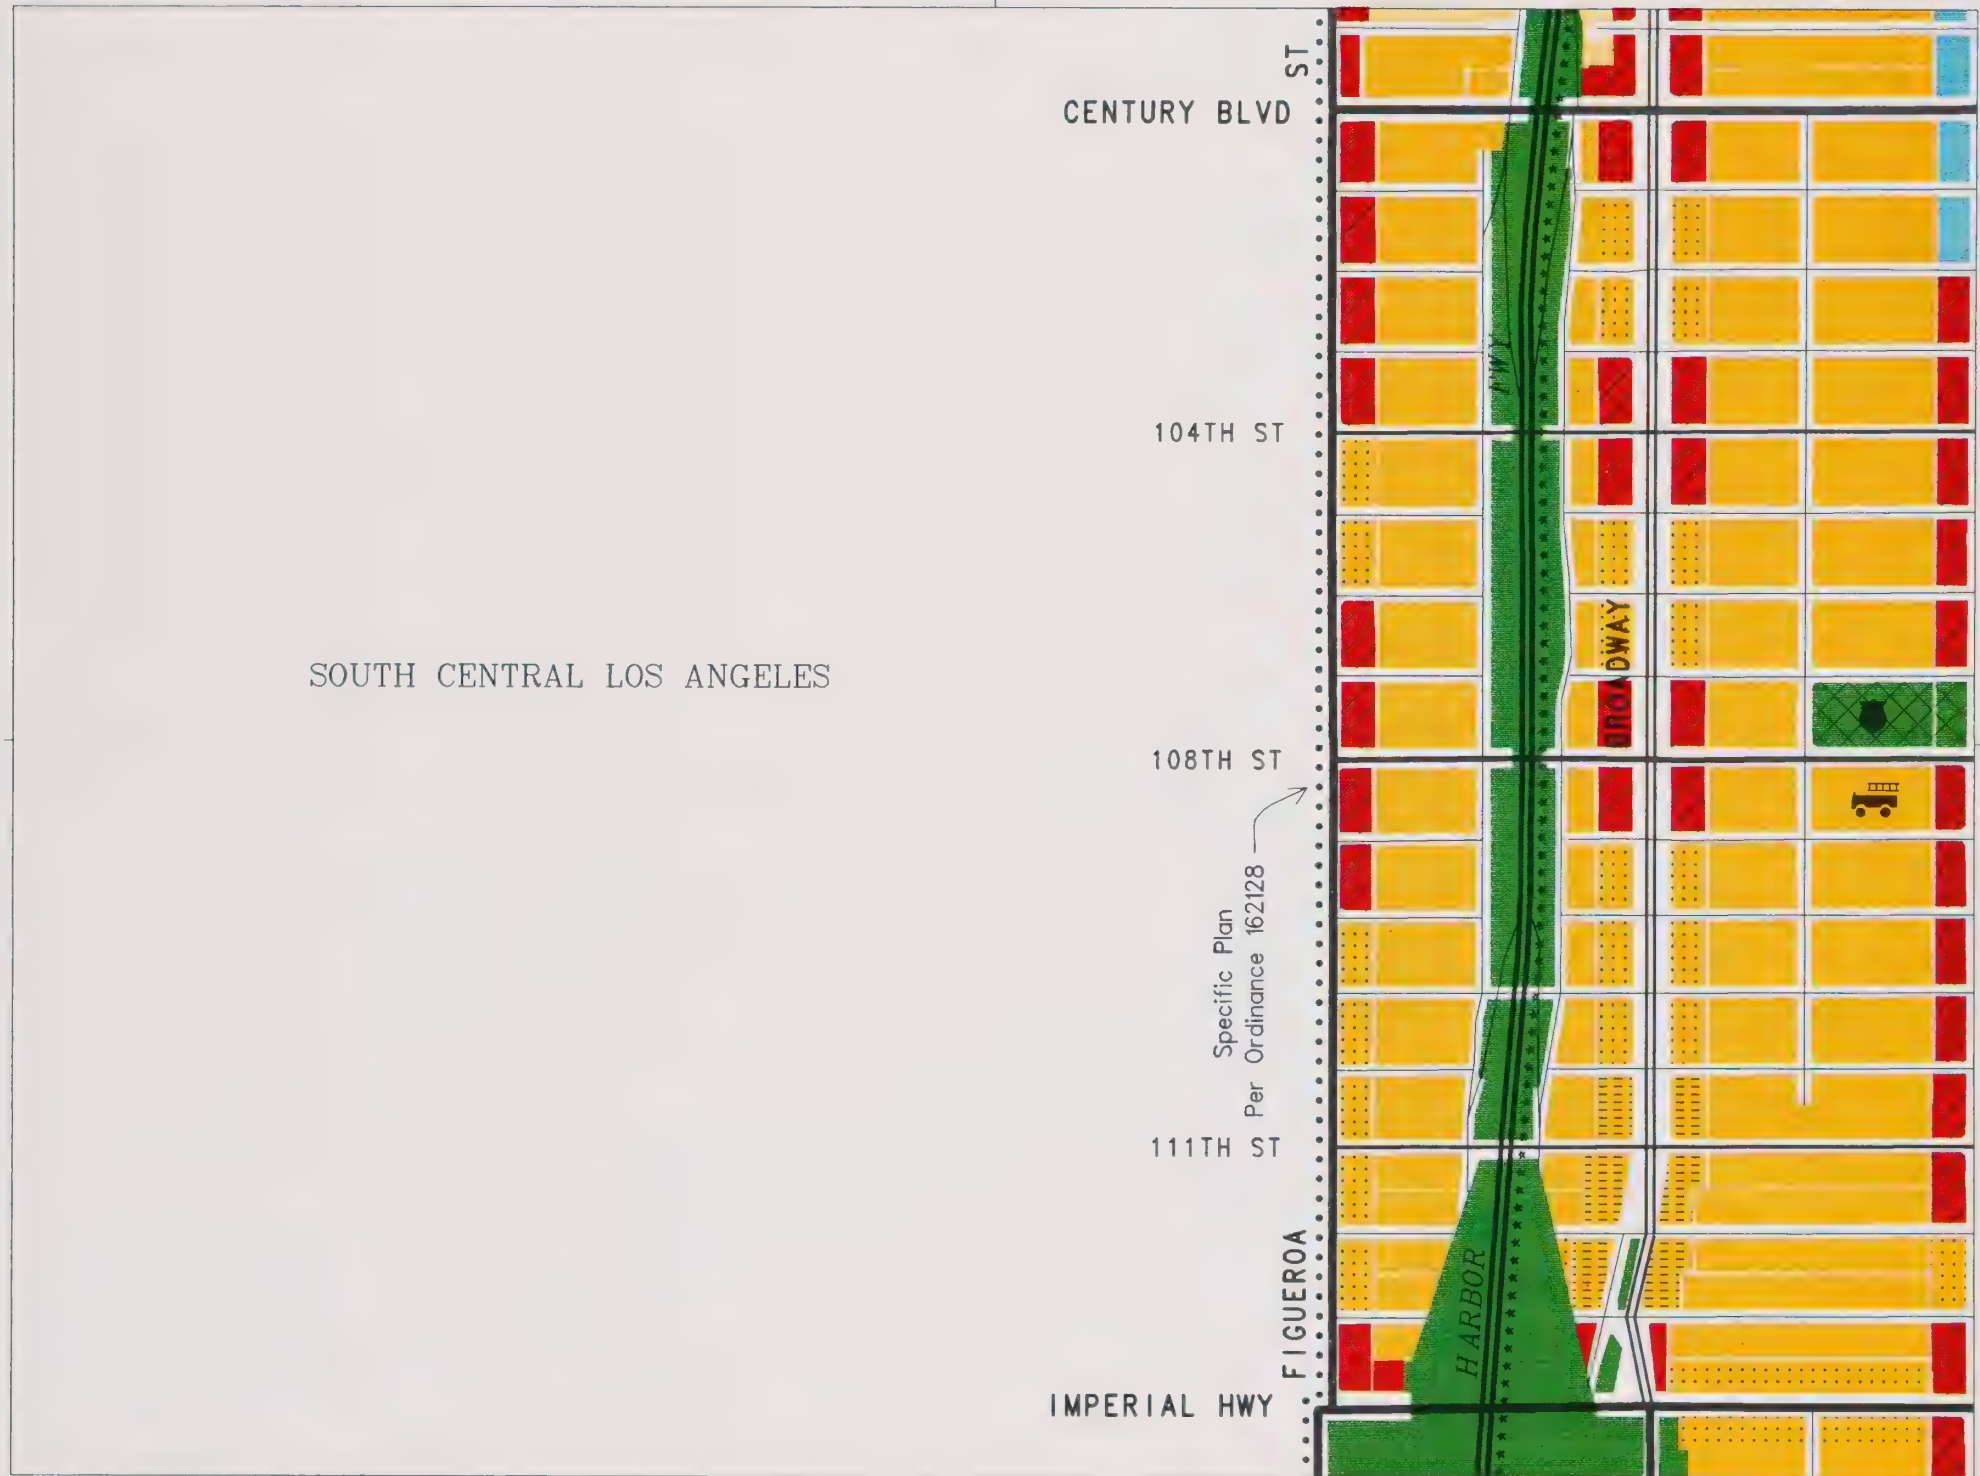 ST
CENTURY BLVD
FWY
104TH ST
BROADWAY
SOUTH CENTRAL LOS ANGELES
108TH ST
Specific Plan
Per Ordinance 162128
111TH ST
FIGUEROA
HARBOR
IMPERIAL HWY